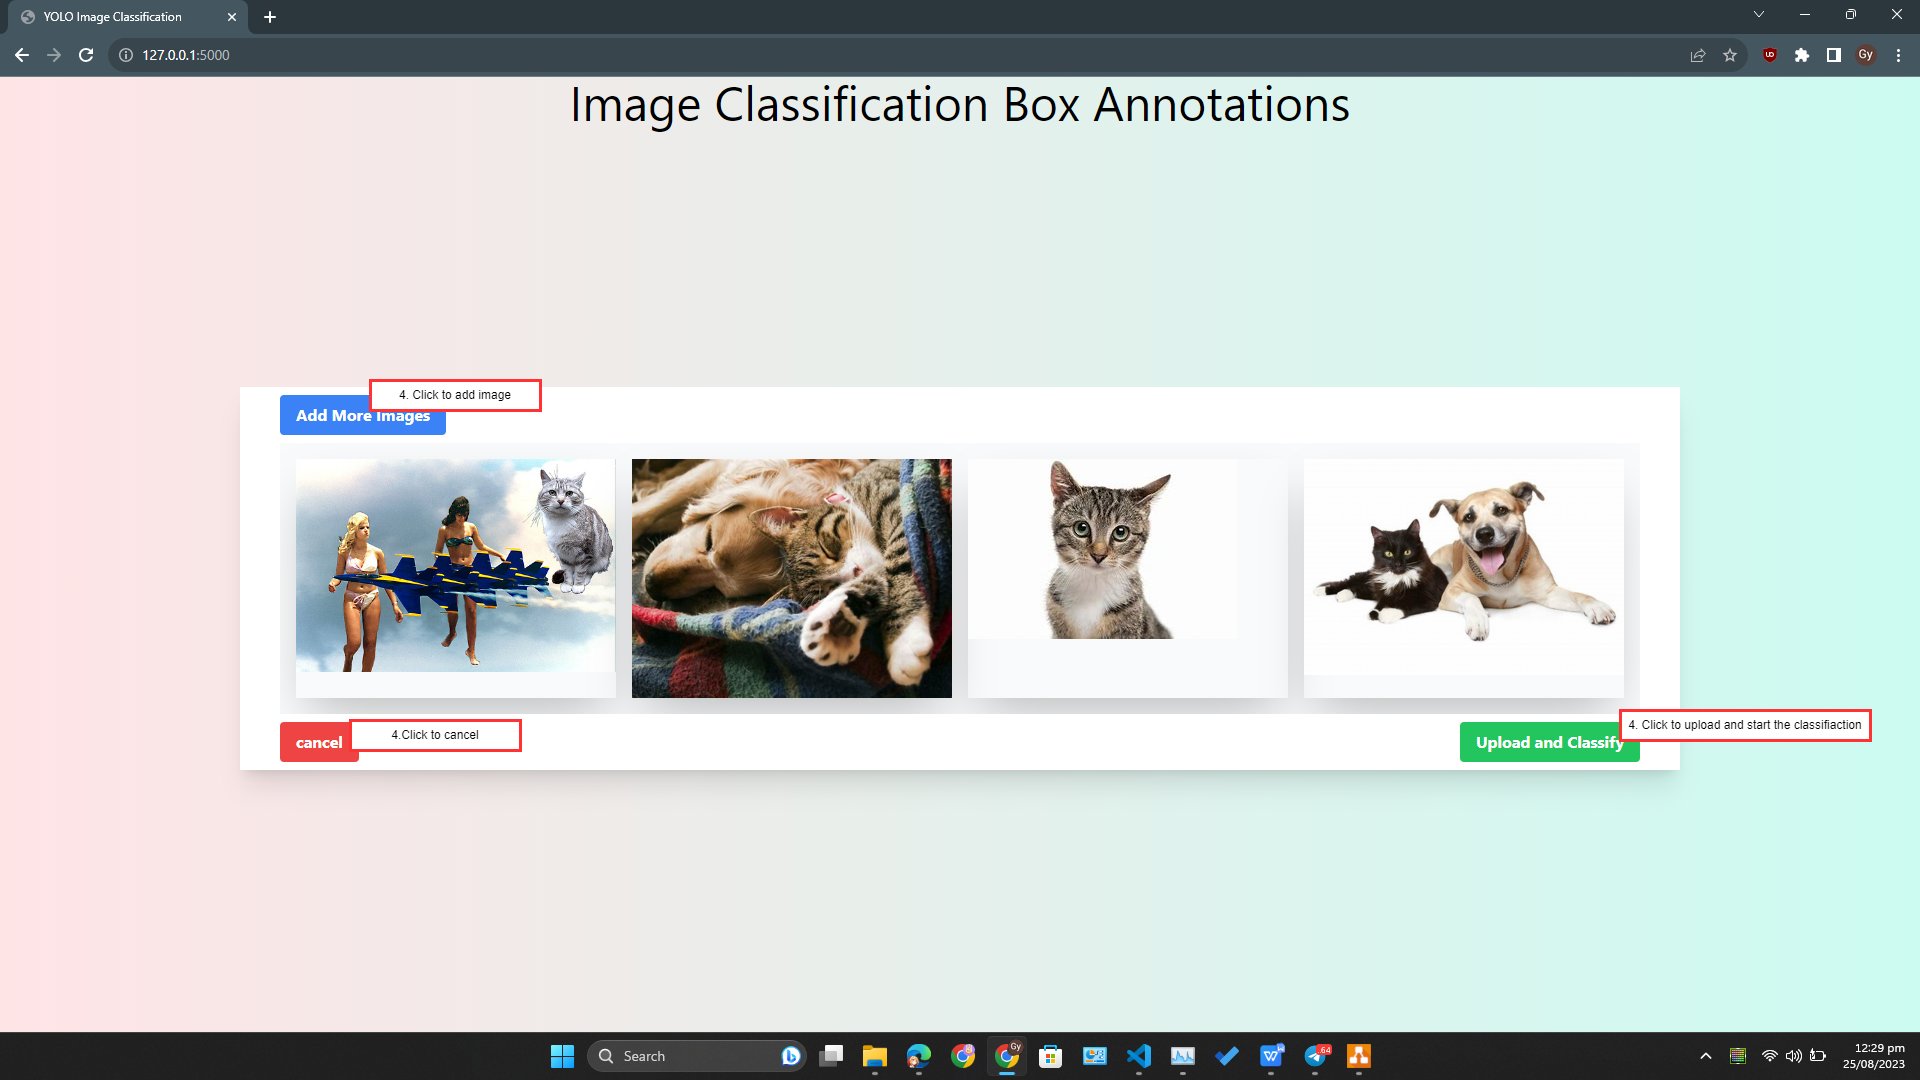 YOLO Image Classification
127.0.0.1:5000
Gy
Image Classification Box Annotations
4. Click to add image
Add More Images
cancel
4.Click to cancel
4. Click to upload and start the classifiaction
Upload and Classify
Search
Gy
64
12:29 pm
25/08/2023